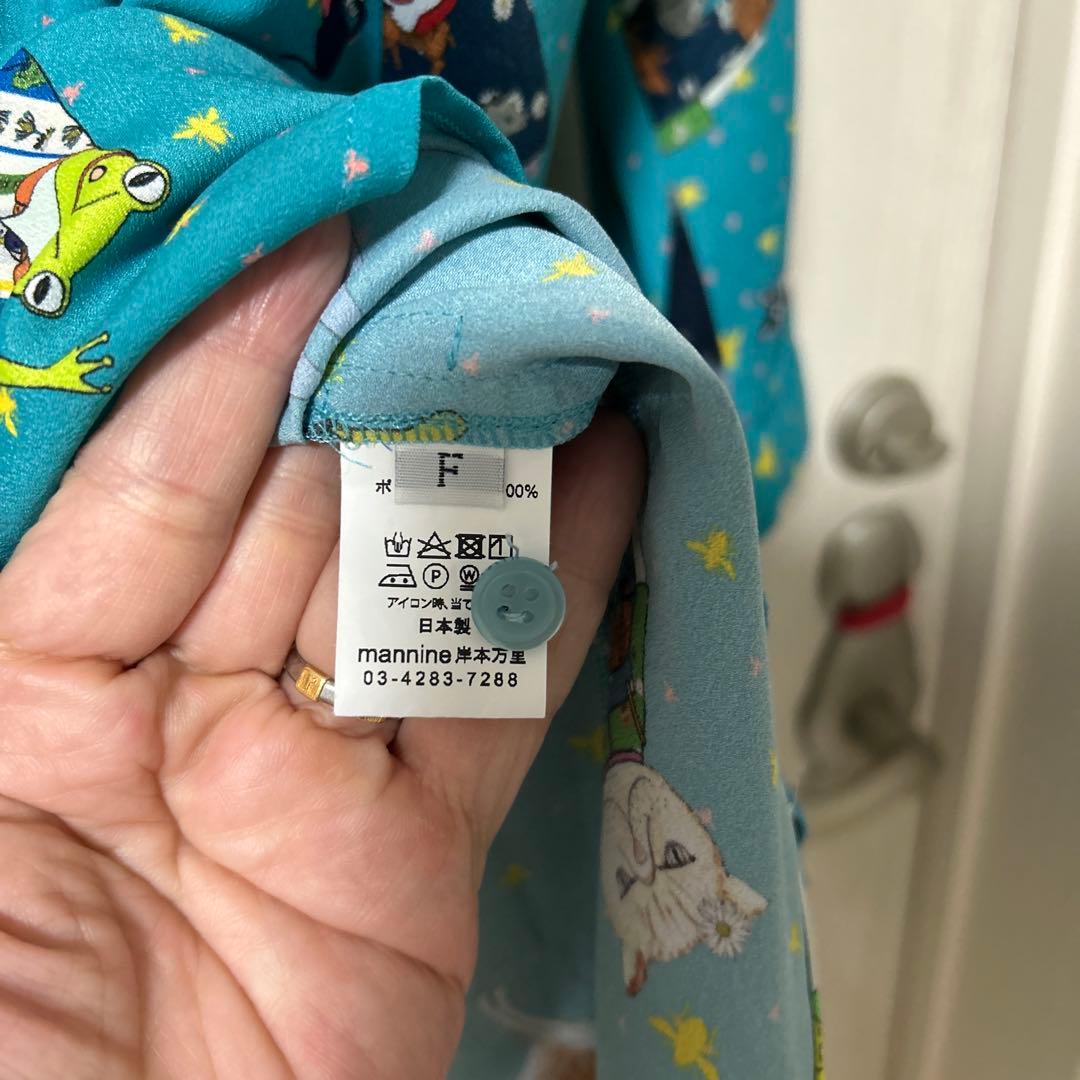 F
ポ 00%
P W
アイコン時、当て
日本製
mannine 岸本万里
03-4283-7288